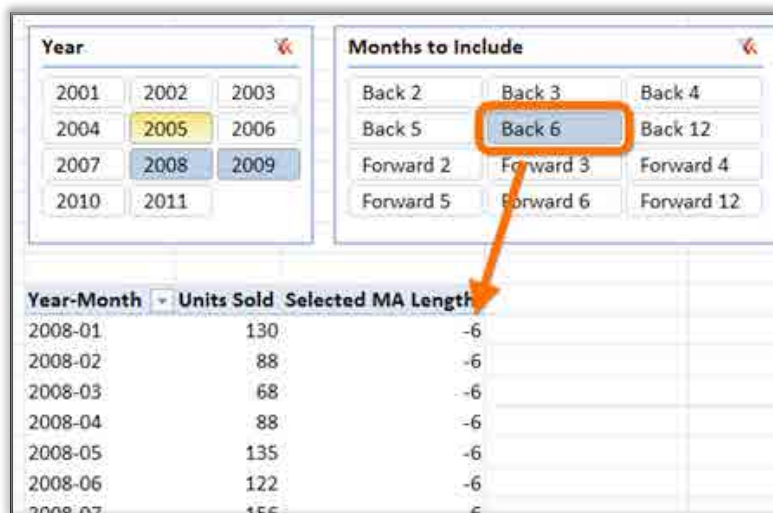 Year
2001 2002 2003
2004 2005 2006
2007 2008 2009
2010 2011
Months to Include
Back 2 Back 3 Back 4
Back 5 Back 6 Back 12
Forward 2 Forward 3 Forward 4
Forward 5 Forward 6 Forward 12
Year-Month Units Sold Selected MA Length
2008-01 130 -6
2008-02 88 -6
2008-03 68 -6
2008-04 88 -6
2008-05 135 -6
2008-06 122 -6
2008-07 156